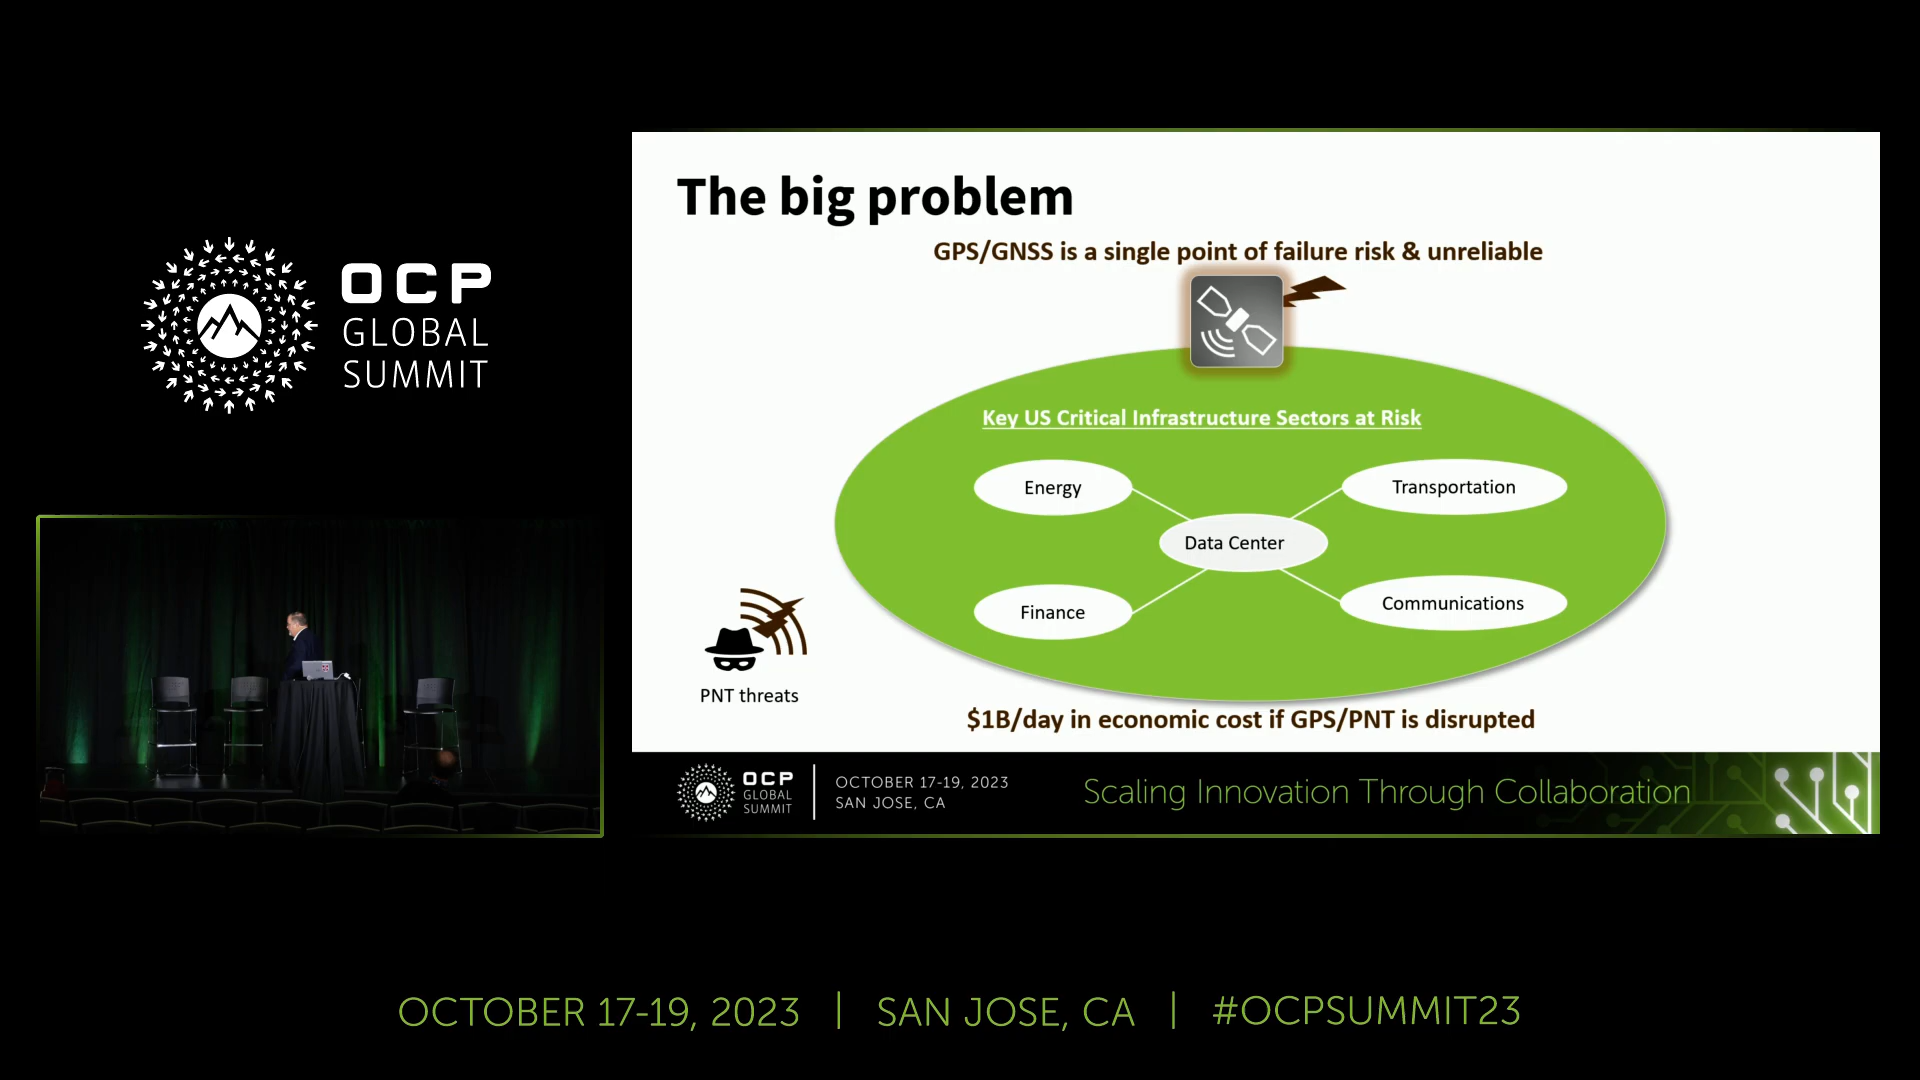 OCP
GLOBAL
SUMMIT
The big problem
GPS/GNSS is a single point of failure risk & unreliable
Key US Critical Infrastructure Sectors at Risk
Energy
Transportation
Data Center
Finance
Communications
PNT threats
$1B/day in economic cost if GPS/PNT is disrupted
OCP
GLOBAL
SUMMIT
OCTOBER 17-19, 2023
SAN JOSE, CA
Scaling Innovation Through Collaboration
OCTOBER 17-19, 2023 | SAN JOSE, CA | #OCPSUMMIT23